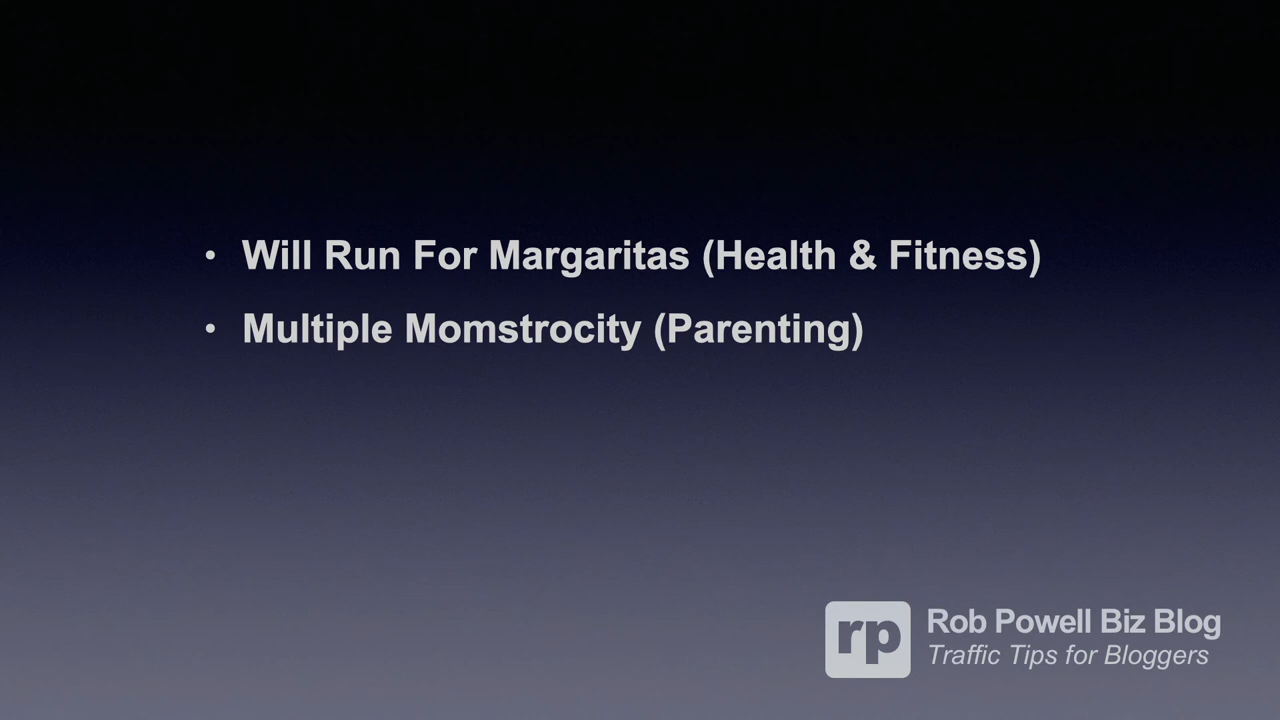 • Will Run For Margaritas (Health & Fitness)
• Multiple Momstrocity (Parenting)
rp
Rob Powell Biz Blog
Traffic Tips for Bloggers